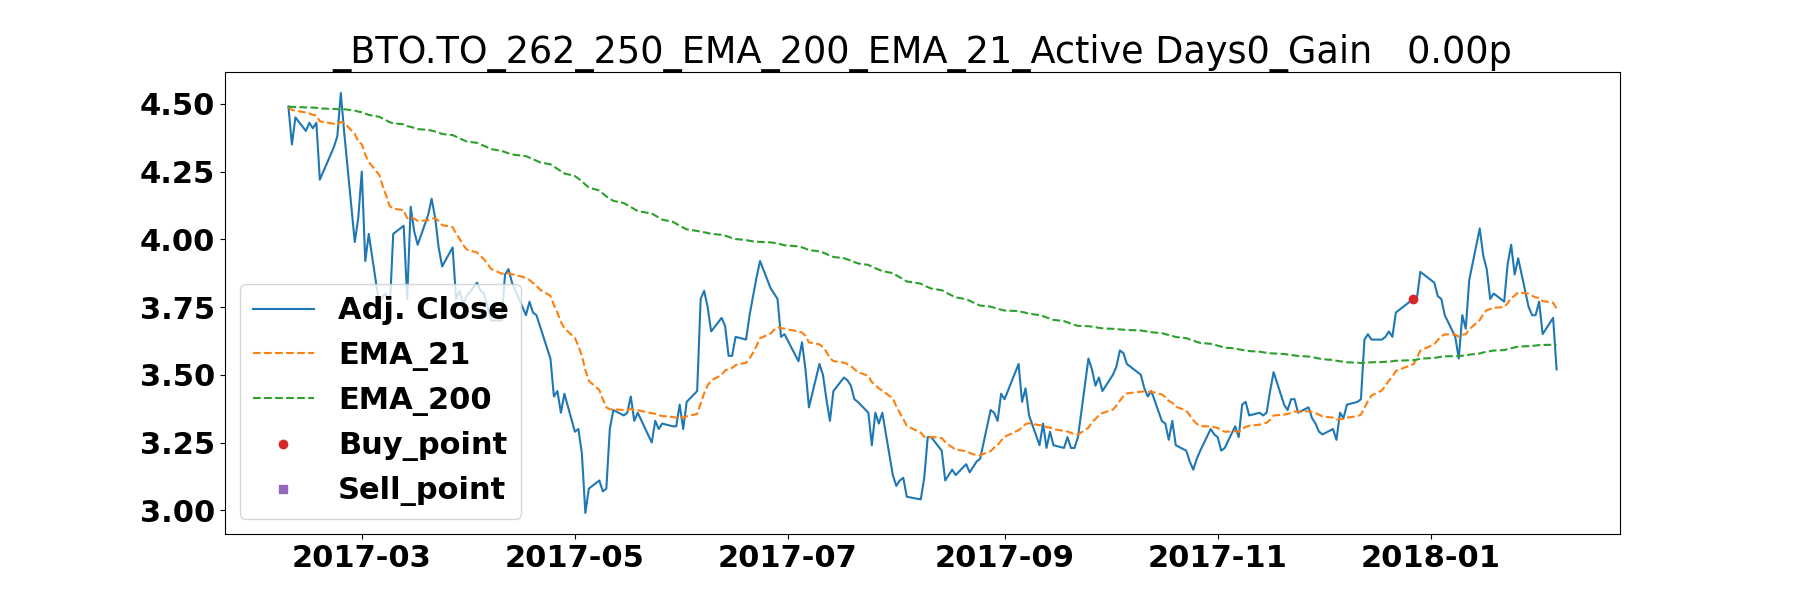 _BTO.TO_262_250_EMA_200_EMA_21_Active Days0_Gain   0.00p
4.50
4.25
4.00
3.75
3.50
3.25
3.00
Adj. Close
EMA_21
EMA_200
Buy_point
Sell_point
2017-03 2017-05 2017-07 2017-09 2017-11 2018-01